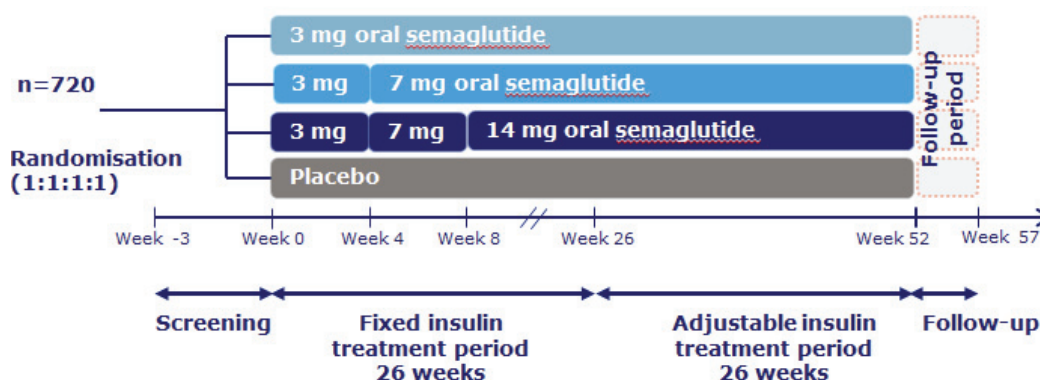 3 mg oral semaglutide
n=720
3 mg
7 mg oral semaglutide
3 mg
7 mg
14 mg oral semaglutide
Randomisation
(1:1:1:1)
Placebo
Follow-up
period
Week -3
Week 0
Week 4
Week 8
Week 26
Week 52
Week 57
Screening
Fixed insulin
treatment period
26 weeks
Adjustable insulin
treatment period
26 weeks
Follow-up